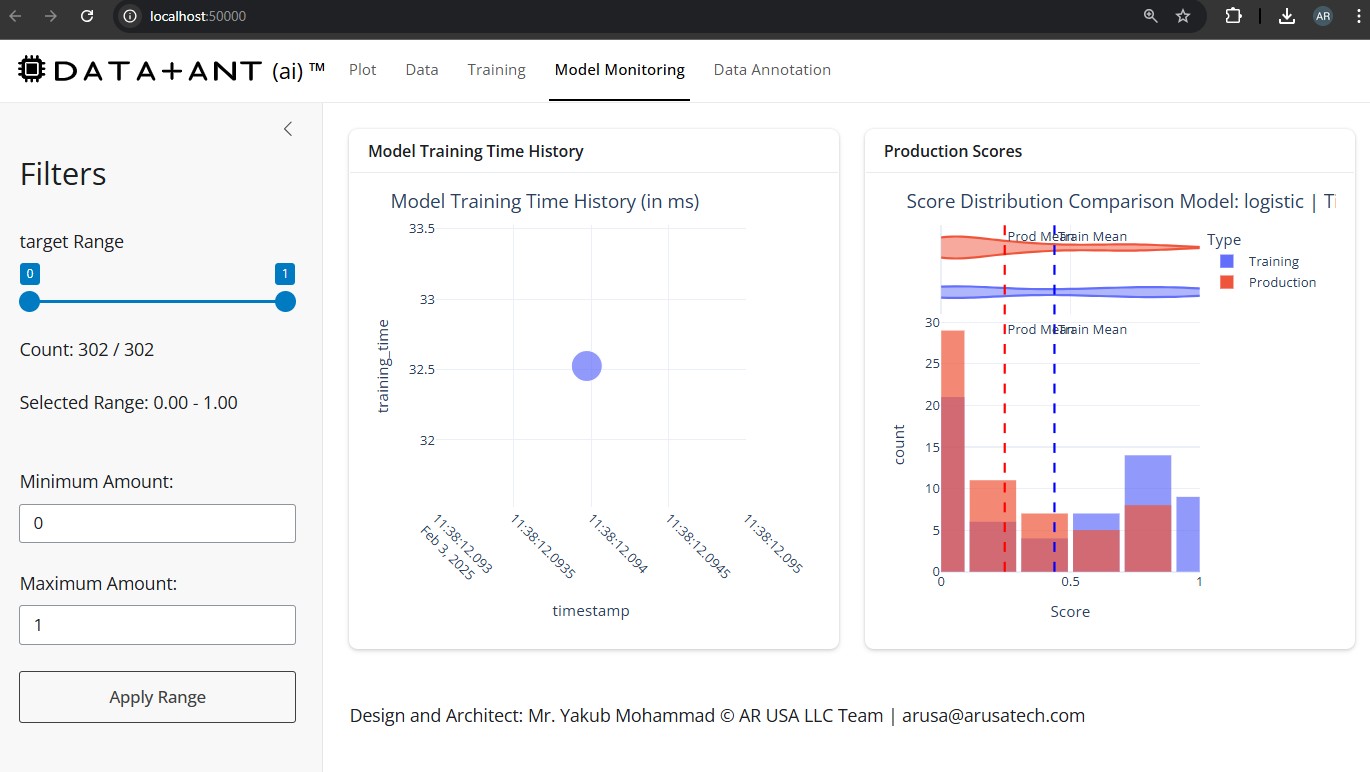 localhost:50000
AR
DATA+ANT (ai) ™
Plot
Data
Training
Model Monitoring
Data Annotation
Filters
target Range
0
1
Count: 302 / 302
Selected Range: 0.00 - 1.00
Minimum Amount:
0
Maximum Amount:
1
Apply Range
Model Training Time History
Model Training Time History (in ms)
33.5
33
32.5
32
training_time
11:38:12.093
Feb 3, 2025
11:38:12.0935
11:38:12.094
11:38:12.0945
11:38:12.095
timestamp
Production Scores
Score Distribution Comparison Model: logistic | Ti
Prod Mean
Train Mean
Type
Training
Production
Prod Mean
Train Mean
30
25
20
15
10
5
0
count
0
0.5
1
Score
Design and Architect: Mr. Yakub Mohammad © AR USA LLC Team | arusa@arusatech.com